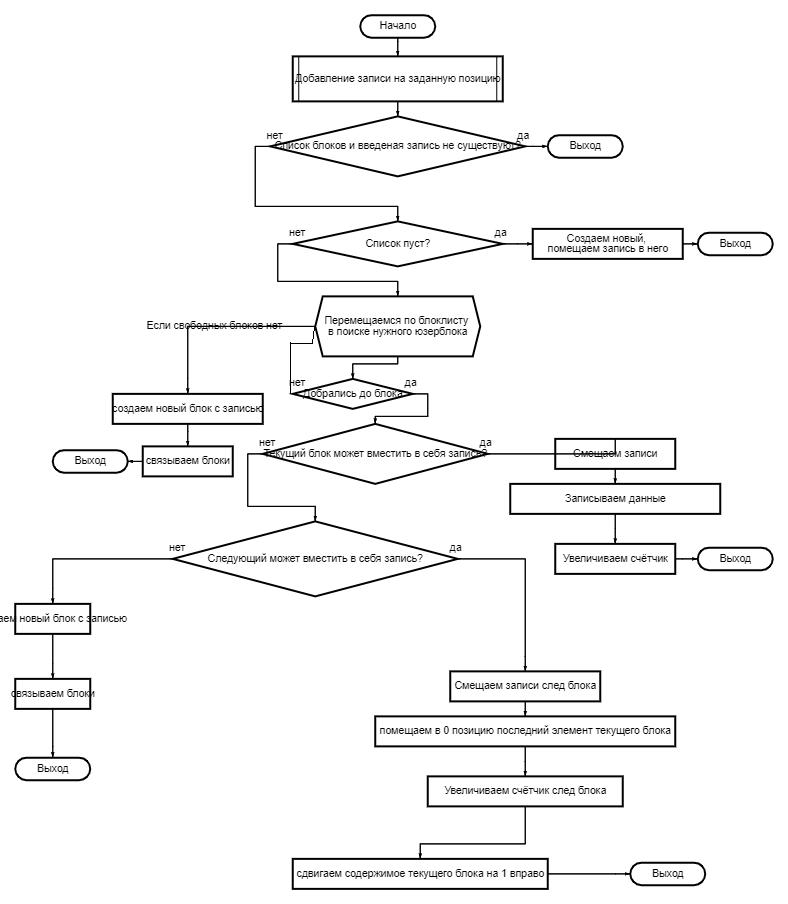 Начало
Добавление записи на заданную позицию
нет
да
Список блоков и введеная запись не существуют?
Выход
нет
да
Список пуст?
Создаем новый,
помещаем запись в него
Выход
Перемещаемся по блоклисту
в поиске нужного юзерблока
Если свободных блоков нет
нет
Добрались до блока
да
создаем новый блок с записью
нет
да
Текущий блок может вместить в себя запись?
Смещаем записи
Выход
связываем блоки
Записываем данные
нет
да
Следующий может вместить в себя запись?
Увеличиваем счётчик
Выход
новый блок с записью
связываем блоки
Смещаем записи след блока
помещаем в 0 позицию последний элемент текущего блока
Выход
Увеличиваем счётчик след блока
сдвигаем содержимое текущего блока на 1 вправо
Выход